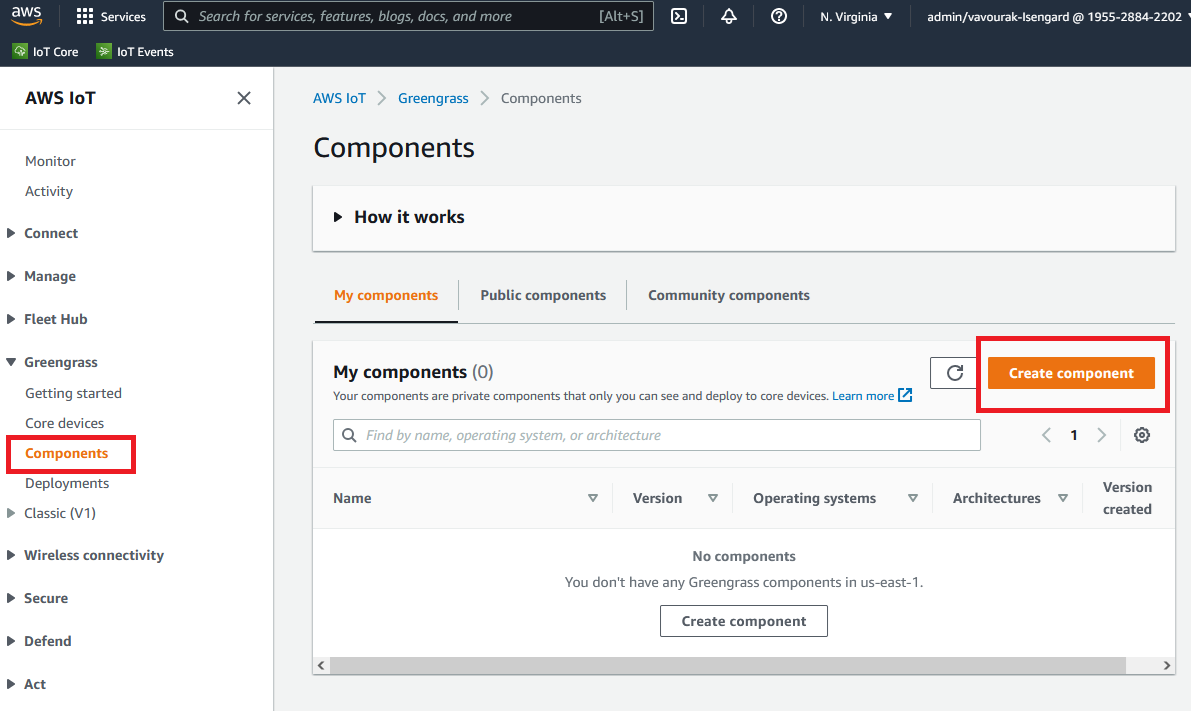 aws
Services
Search for services, features, blogs, docs, and more
[Alt+S]
N. Virginia
admin/vavourak-Isengard @ 1955-2884-2202
IoT Core
IoT Events
AWS IoT
Monitor
Activity
Connect
Manage
Fleet Hub
Greengrass
Getting started
Core devices
Components
Deployments
Classic (V1)
Wireless connectivity
Secure
Defend
Act
AWS IoT
Greengrass
Components
Components
How it works
My components
Public components
Community components
My components (0)
Your components are private components that only you can see and deploy to core devices. Learn more
Create component
Find by name, operating system, or architecture
1
Name
Version
Operating systems
Architectures
Version
created
No components
You don't have any Greengrass components in us-east-1.
Create component